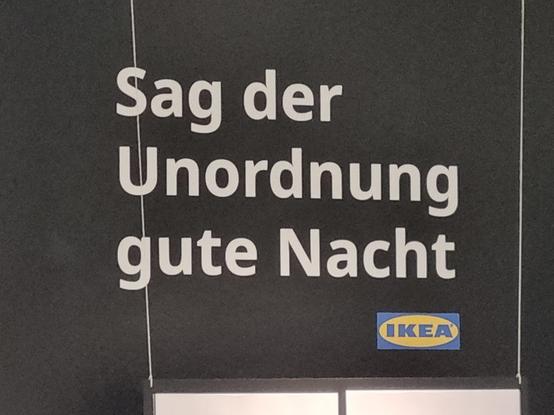 Sag der
Unordnung
gute Nacht
IKEA